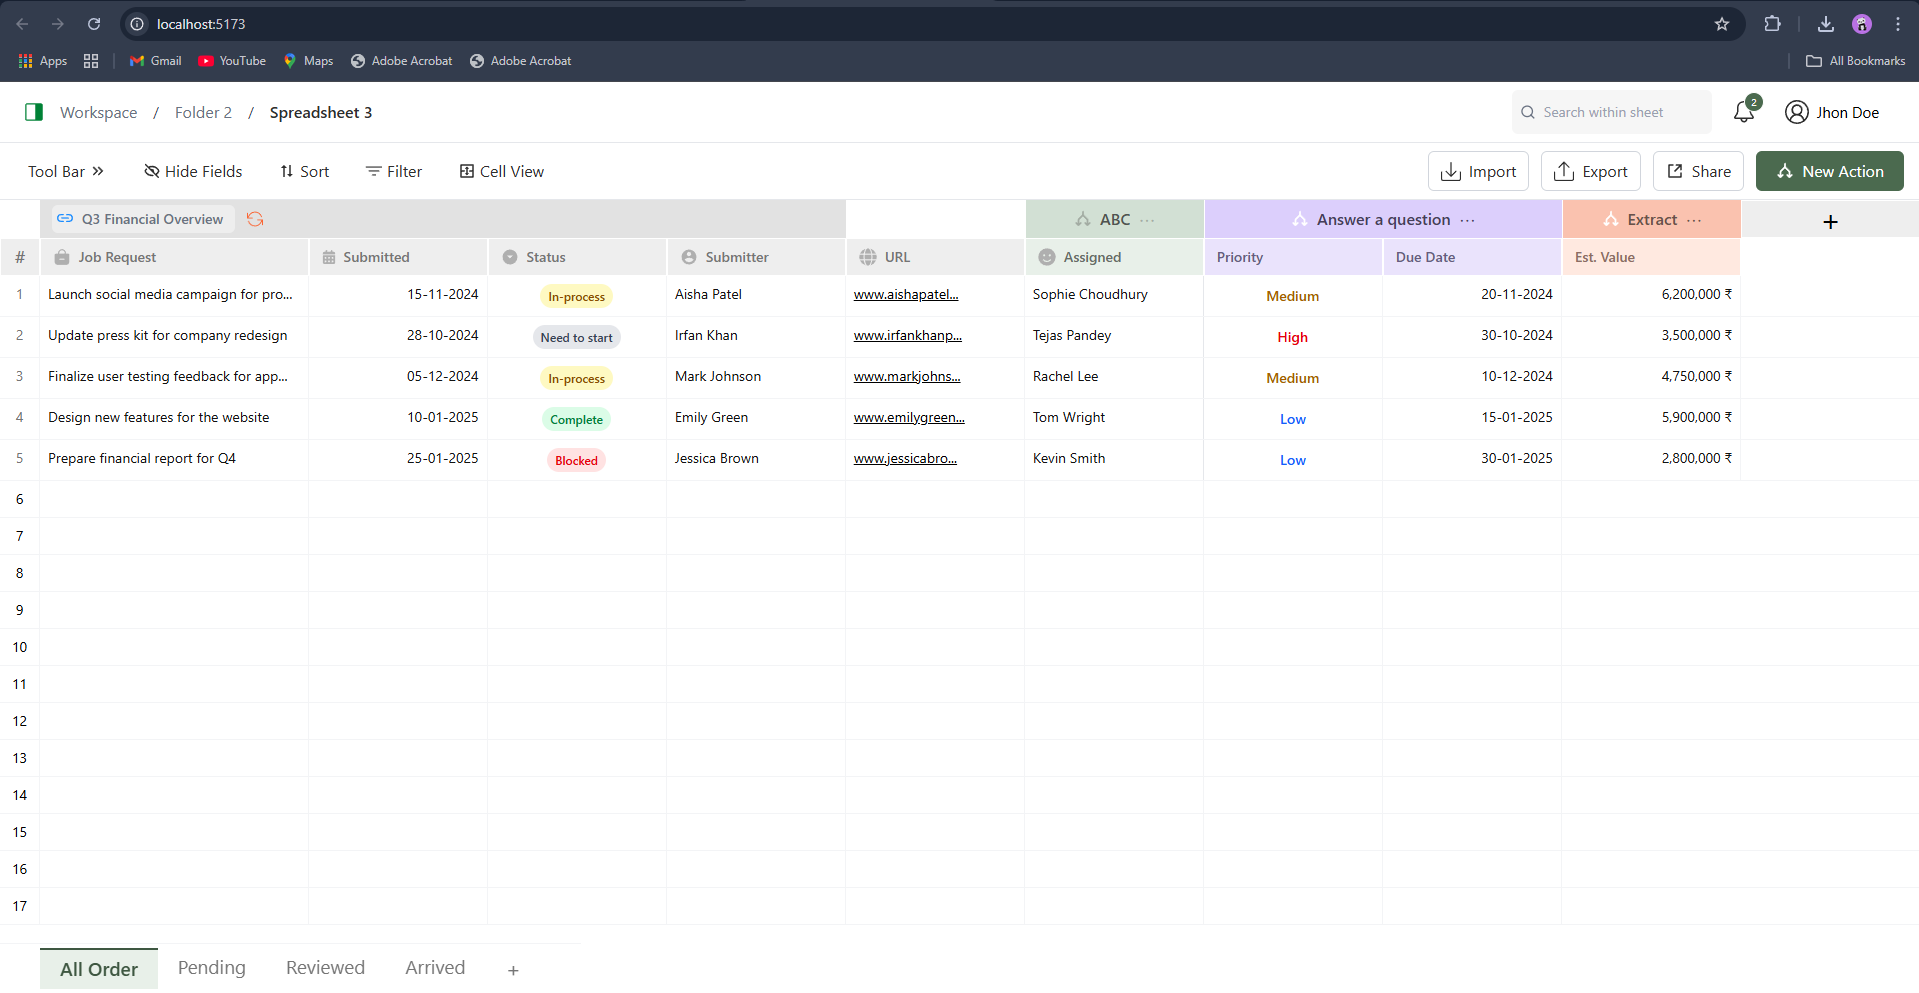 localhost:5173
Apps Gmail YouTube Maps Adobe Acrobat Adobe Acrobat All Bookmarks
Workspace / Folder 2 / Spreadsheet 3 Search within sheet 2 Jhon Doe
Tool Bar Hide Fields Sort Filter Cell View Import Export Share New Action
Q3 Financial Overview ABC ... Answer a question ... Extract ... +
# Job Request Submitted Status Submitter URL Assigned Priority Due Date Est. Value
1 Launch social media campaign for pro... 15-11-2024 In-process Aisha Patel www.aishapatel... Sophie Choudhury Medium 20-11-2024 6,200,000 ₹
2 Update press kit for company redesign 28-10-2024 Need to start Irfan Khan www.irfankhanp... Tejas Pandey High 30-10-2024 3,500,000 ₹
3 Finalize user testing feedback for app... 05-12-2024 In-process Mark Johnson www.markjohns... Rachel Lee Medium 10-12-2024 4,750,000 ₹
4 Design new features for the website 10-01-2025 Complete Emily Green www.emilygreen... Tom Wright Low 15-01-2025 5,900,000 ₹
5 Prepare financial report for Q4 25-01-2025 Blocked Jessica Brown www.jessicabro... Kevin Smith Low 30-01-2025 2,800,000 ₹
6
7
8
9
10
11
12
13
14
15
16
17
All Order Pending Reviewed Arrived +